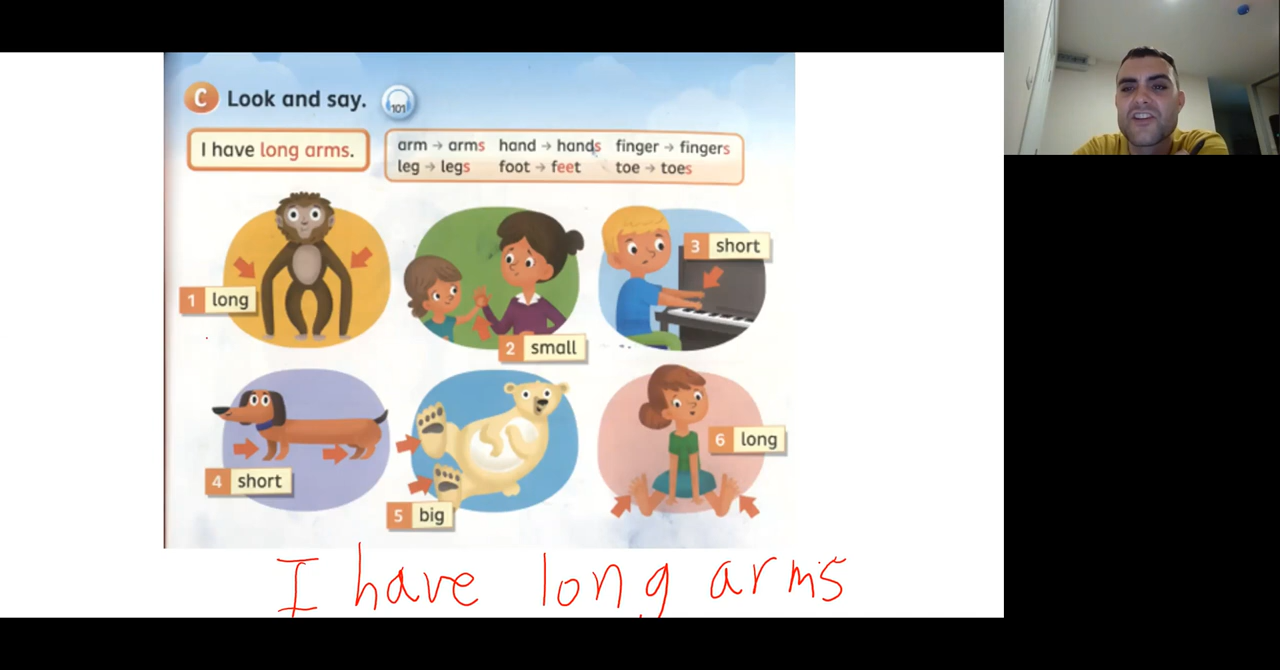 C Look and say. 101
I have long arms.
arm → arms hand → hands finger → fingers
leg → legs foot → feet toe → toes
1 long
2 small
3 short
4 short
5 big
6 long
I have long arms